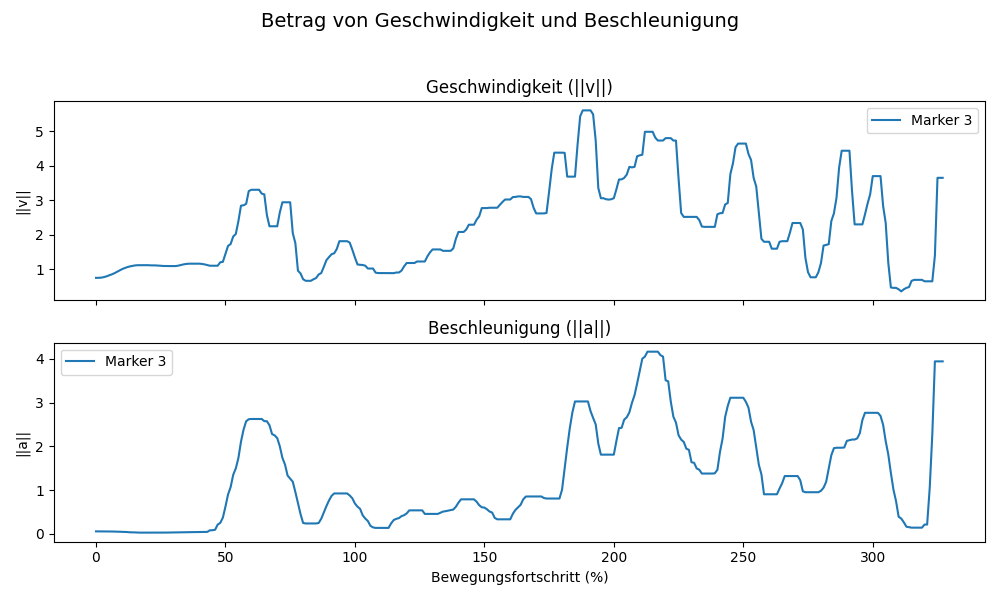 Betrag von Geschwindigkeit und Beschleunigung
Geschwindigkeit (||v||)
Marker 3
5
4
3
2
1
||v||
Beschleunigung (||a||)
Marker 3
4
3
2
1
0
||a||
0 50 100 150 200 250 300
Bewegungsfortschritt (%)